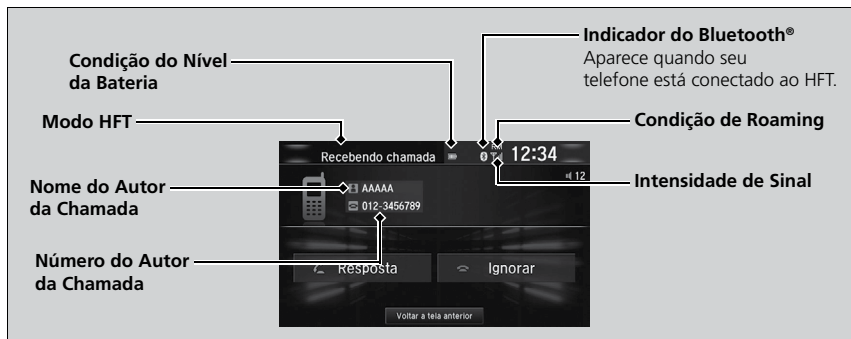 Indicador do Bluetooth®
Aparece quando seu
telefone está conectado ao HFT.
Condição do Nível
da Bateria
Modo HFT
Condição de Roaming
Recebendo chamada
12:34
12
Intensidade de Sinal
Nome do Autor
da Chamada
AAAAA
012-3456789
Número do Autor
da Chamada
Resposta
Ignorar
Voltar a tela anterior